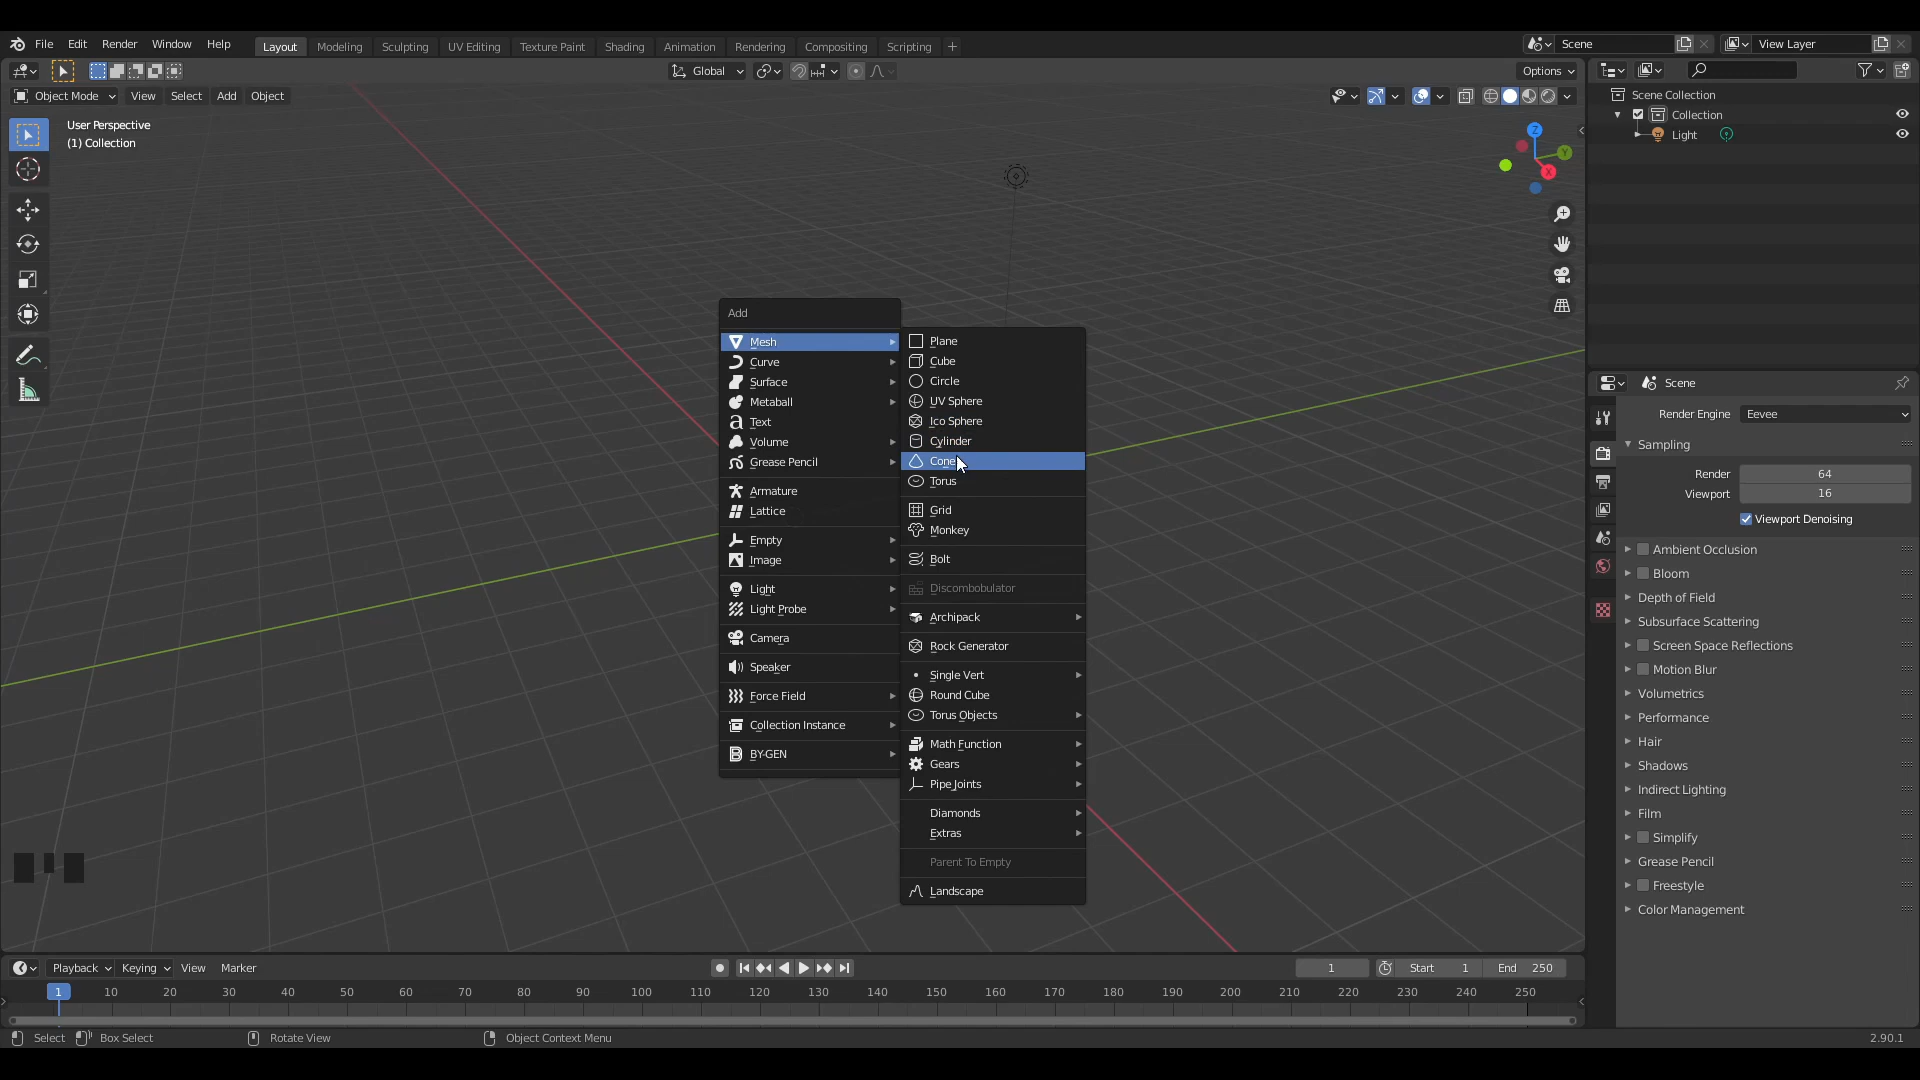 File Edit Render Window Help Layout Modeling Sculpting UV Editing Texture Paint Shading Animation Rendering Compositing Scripting + Scene View Layer
Global Options
Object Mode View Select Add Object
User Perspective
(1) Collection
Z
Y
X
Scene Collection
Collection
Light
Add
Mesh
Curve
Surface
Metaball
Text
Volume
Grease Pencil
Armature
Lattice
Empty
Image
Light
Light Probe
Camera
Speaker
Force Field
Collection Instance
BY-GEN
Plane
Cube
Circle
UV Sphere
Ico Sphere
Cylinder
Cone
Torus
Grid
Monkey
Bolt
Discombobulator
Archipack
Rock Generator
Single Vert
Round Cube
Torus Objects
Math Function
Gears
Pipe Joints
Diamonds
Extras
Parent To Empty
Landscape
Scene
Render Engine Eevee
Sampling
Render 64
Viewport 16
Viewport Denoising
Ambient Occlusion
Bloom
Depth of Field
Subsurface Scattering
Screen Space Reflections
Motion Blur
Volumetrics
Performance
Hair
Shadows
Indirect Lighting
Film
Simplify
Grease Pencil
Freestyle
Color Management
Playback Keying View Marker 1 Start 1 End 250
1 10 20 30 40 50 60 70 80 90 100 110 120 130 140 150 160 170 180 190 200 210 220 230 240 250
Select Box Select Rotate View Object Context Menu 2.90.1